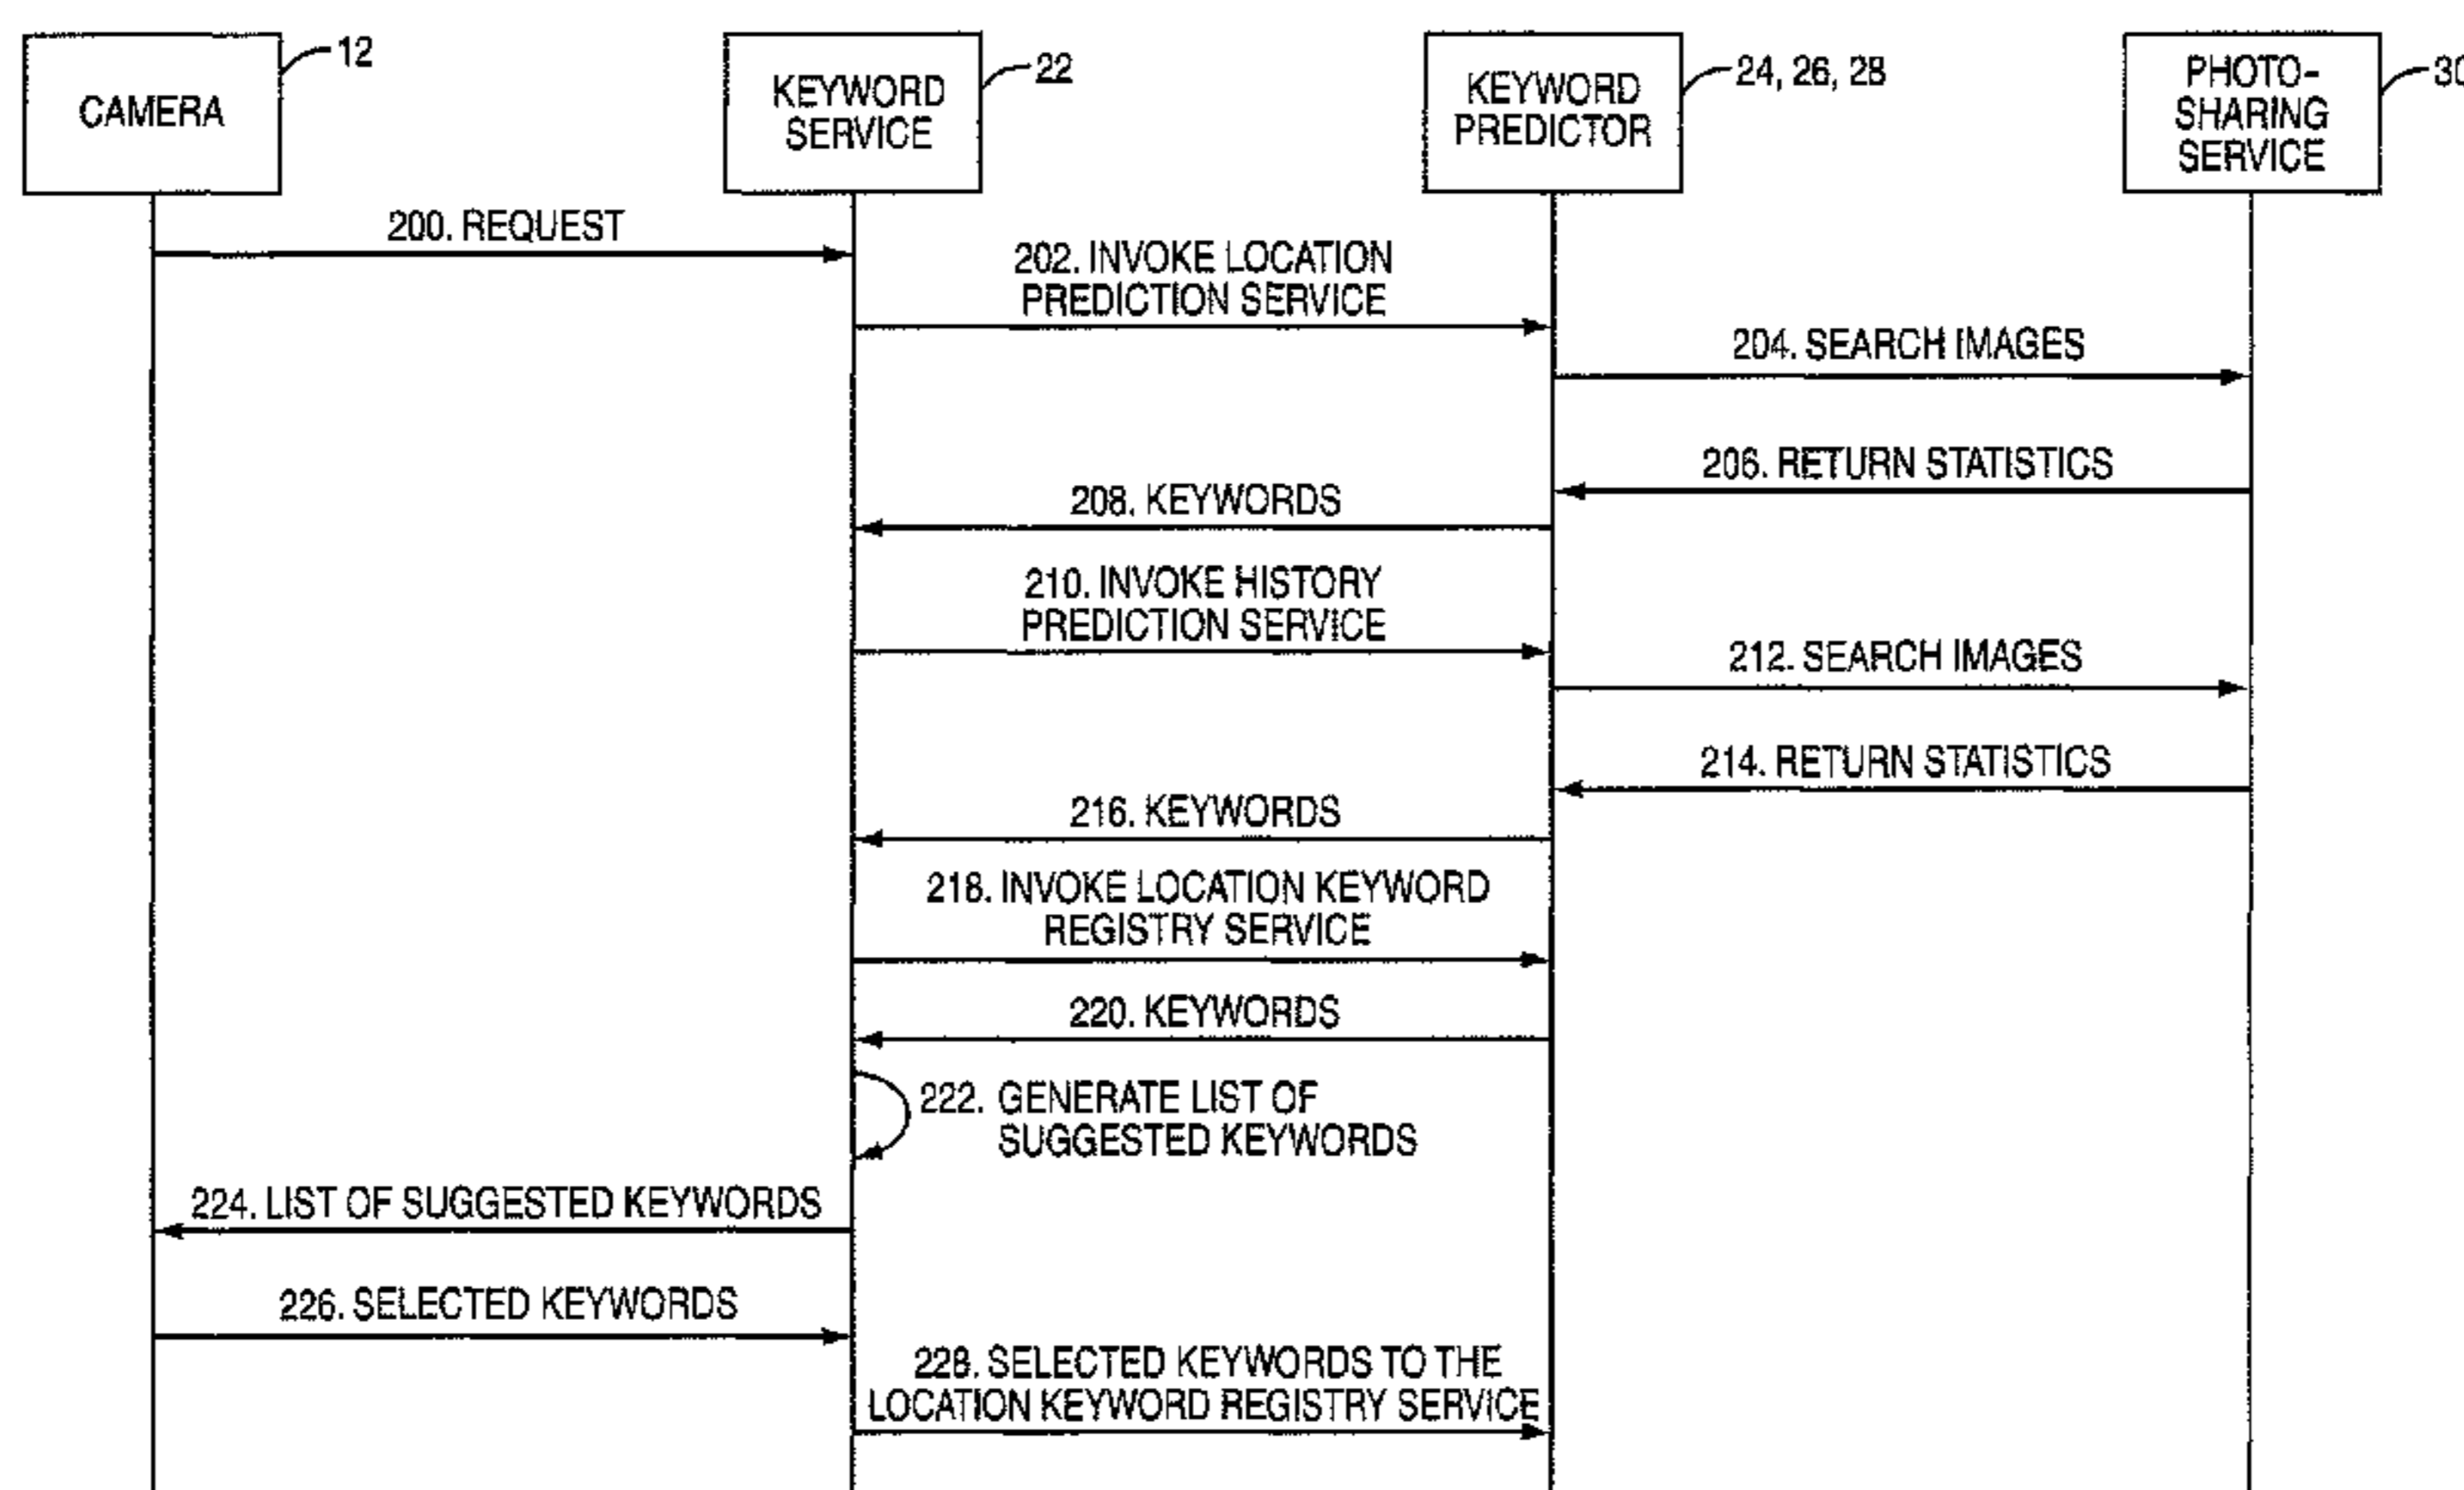 CAMERA
12
KEYWORD
SERVICE
22
KEYWORD
PREDICTOR
24, 26, 28
PHOTO-
SHARING
SERVICE
30
200. REQUEST
202. INVOKE LOCATION
PREDICTION SERVICE
204. SEARCH IMAGES
206. RETURN STATISTICS
208. KEYWORDS
210. INVOKE HISTORY
PREDICTION SERVICE
212. SEARCH IMAGES
214. RETURN STATISTICS
216. KEYWORDS
218. INVOKE LOCATION KEYWORD
REGISTRY SERVICE
220. KEYWORDS
222. GENERATE LIST OF
SUGGESTED KEYWORDS
224. LIST OF SUGGESTED KEYWORDS
226. SELECTED KEYWORDS
228. SELECTED KEYWORDS TO THE
LOCATION KEYWORD REGISTRY SERVICE